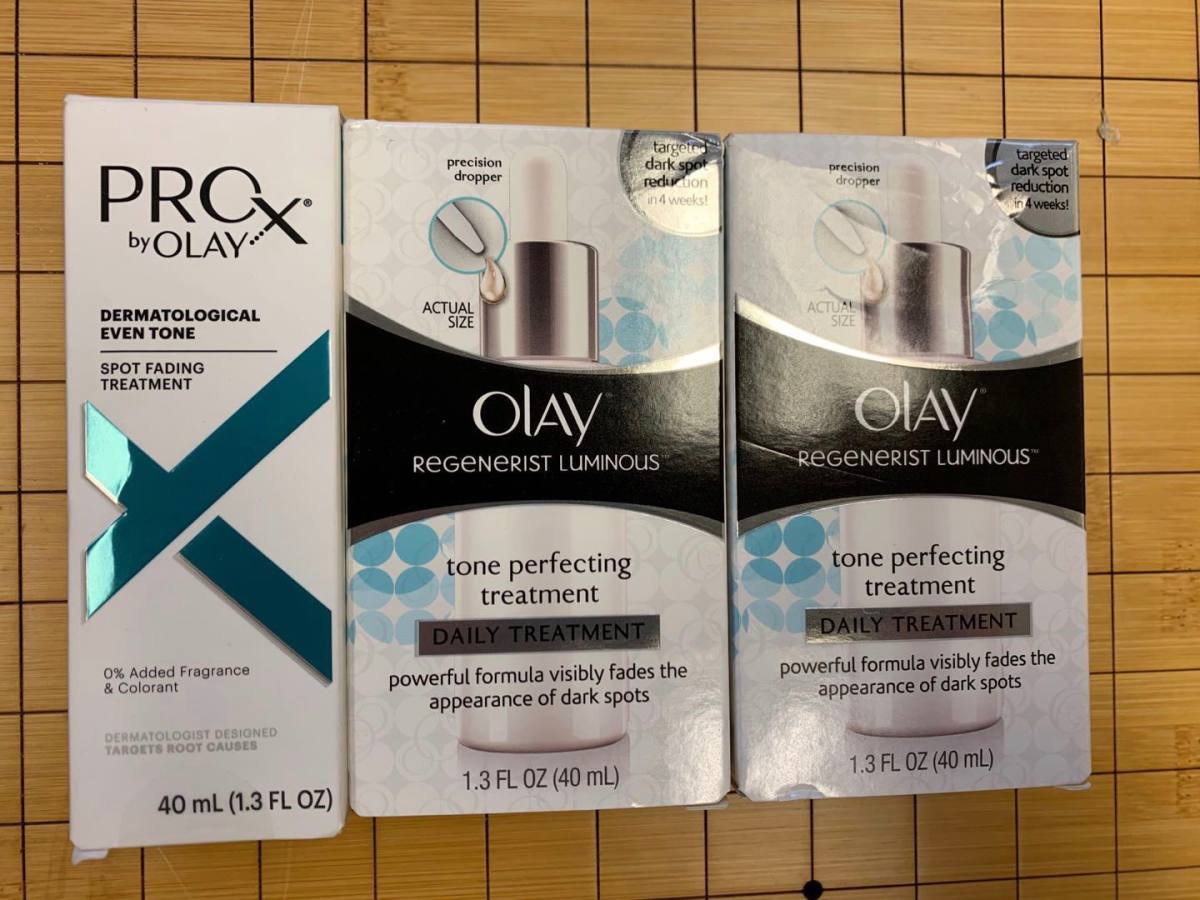 PROX®
by OLAY
DERMATOLOGICAL
EVEN TONE
SPOT FADING
TREATMENT
0% Added Fragrance
& Colorant
DERMATOLOGIST DESIGNED
TARGETS ROOT CAUSES
40 mL (1.3 FL OZ)
precision
dropper
targeted
dark spot
reduction
in 4 weeks!
ACTUAL
SIZE
OLAY
REGENERIST LUMINOUS™
tone perfecting
treatment
DAILY TREATMENT
powerful formula visibly fades the
appearance of dark spots
1.3 FL OZ (40 mL)
precision
dropper
targeted
dark spot
reduction
in 4 weeks!
ACTUAL
SIZE
OLAY®
REGENERIST LUMINOUS™
tone perfecting
treatment
DAILY TREATMENT
powerful formula visibly fades the
appearance of dark spots
1.3 FL OZ (40 mL)